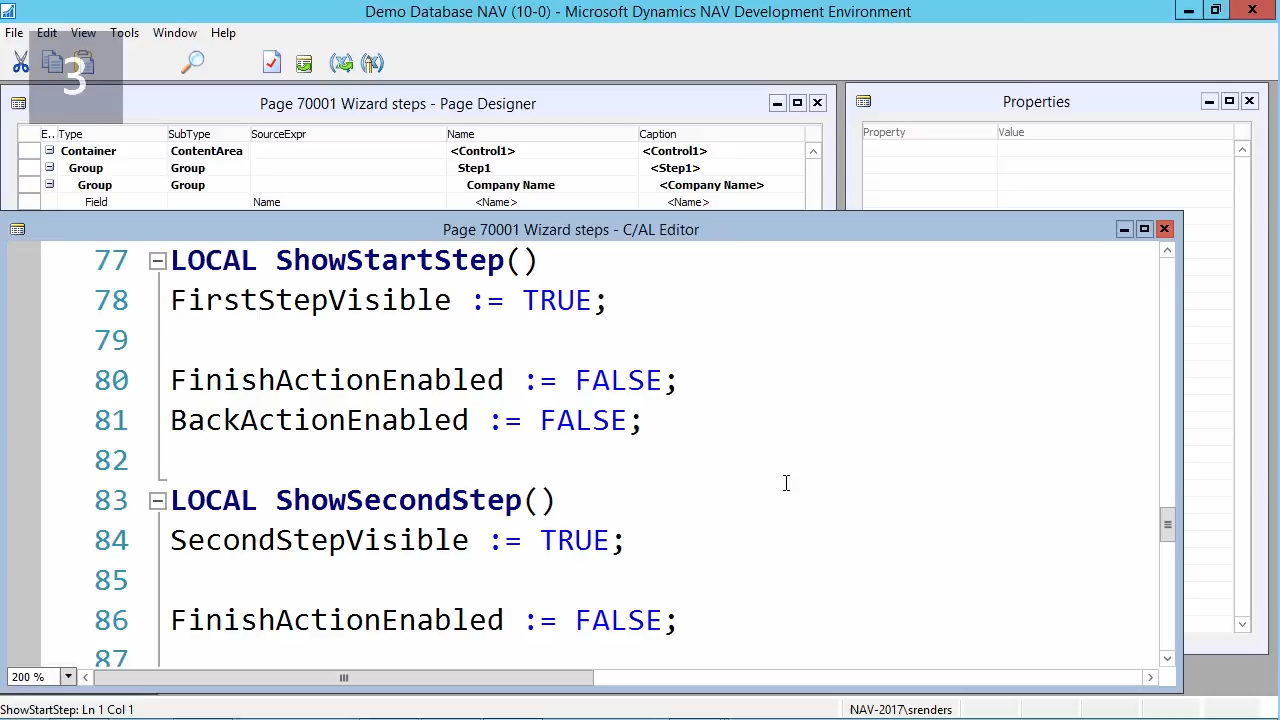 Demo Database NAV (10-0) - Microsoft Dynamics NAV Development Environment
File Edit View Tools Window Help
3
Page 70001 Wizard steps - Page Designer
Properties
E.. Type SubType SourceExpr Name Caption
Property Value
Container ContentArea <Control1> <Control1>
Group Group Step1 <Step1>
Group Group Company Name <Company Name>
Field Name <Name> <Name>
Page 70001 Wizard steps - C/AL Editor
77 LOCAL ShowStartStep()
78 FirstStepVisible := TRUE;
79
80 FinishActionEnabled := FALSE;
81 BackActionEnabled := FALSE;
82
83 LOCAL ShowSecondStep()
84 SecondStepVisible := TRUE;
85
86 FinishActionEnabled := FALSE;
87
200 %
ShowStartStep: Ln 1 Col 1
NAV-2017\srenders